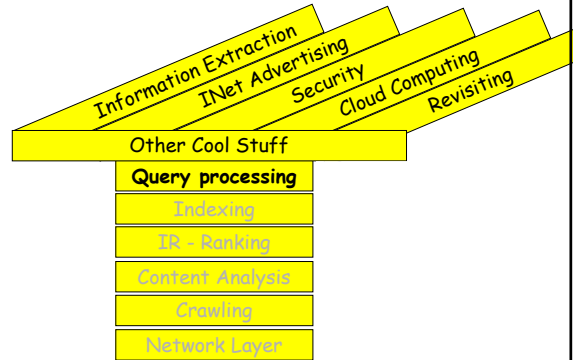 Information Extraction
INet Advertising
Security
Cloud Computing
Revisiting
Other Cool Stuff
Query processing
Indexing
IR - Ranking
Content Analysis
Crawling
Network Layer